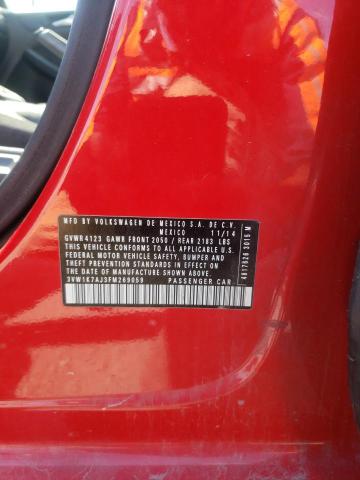 MFD BY VOLKSWAGEN DE MEXICO S.A. DE C.V.
MEXICO 11/14
GVWR 4123 GAWR FRONT 2050 / REAR 2183 LBS
THIS VEHICLE CONFORMS TO ALL APPLICABLE U.S.
FEDERAL MOTOR VEHICLE SAFETY, BUMPER AND
THEFT PREVENTION STANDARDS IN EFFECT ON THE
DATE OF MANUFACTURE SHOWN ABOVE.
3VW1K7AJ3FM269059 PASSENGER CAR
4817626 3015 M